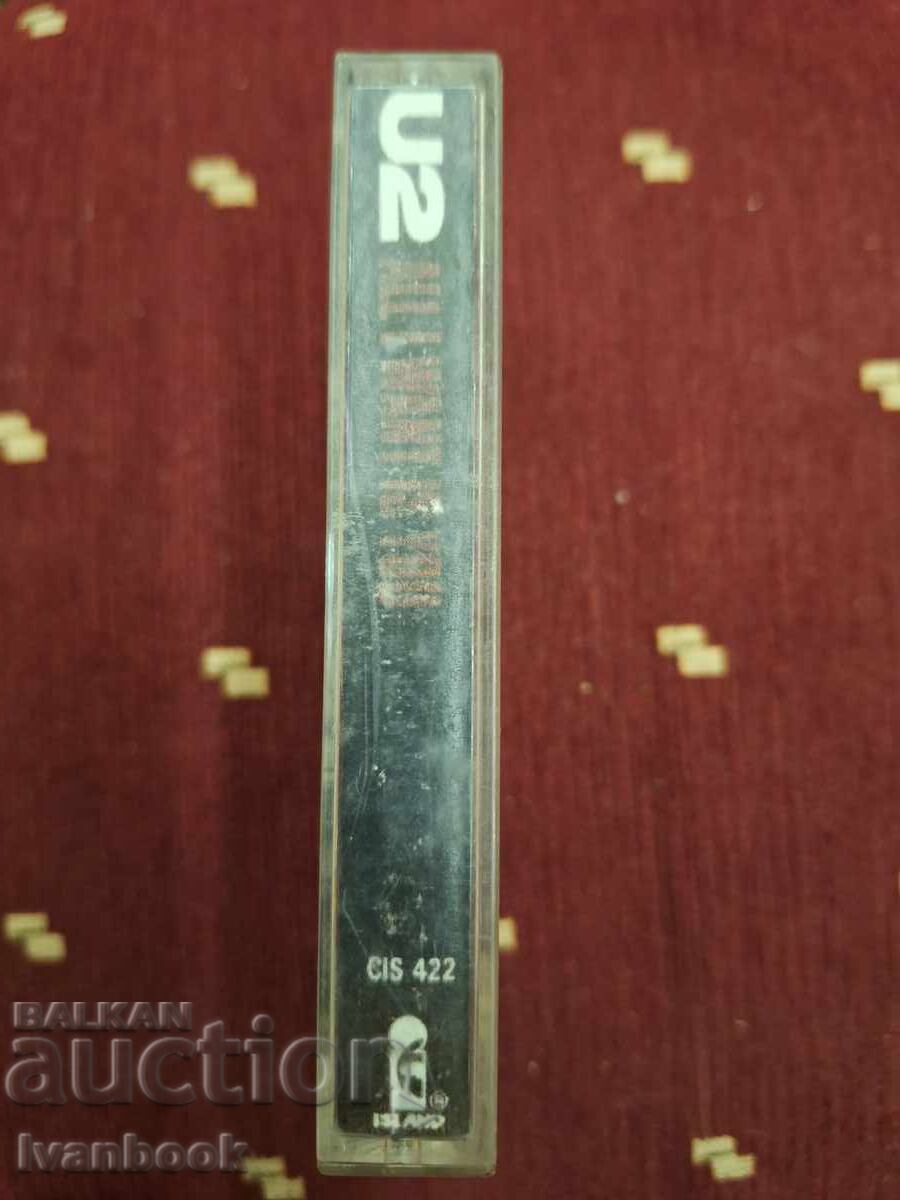 U2 ALL I WANT IS YOU
CIS 422
ISLAND ®
BALKAN
auction
Ivanbook